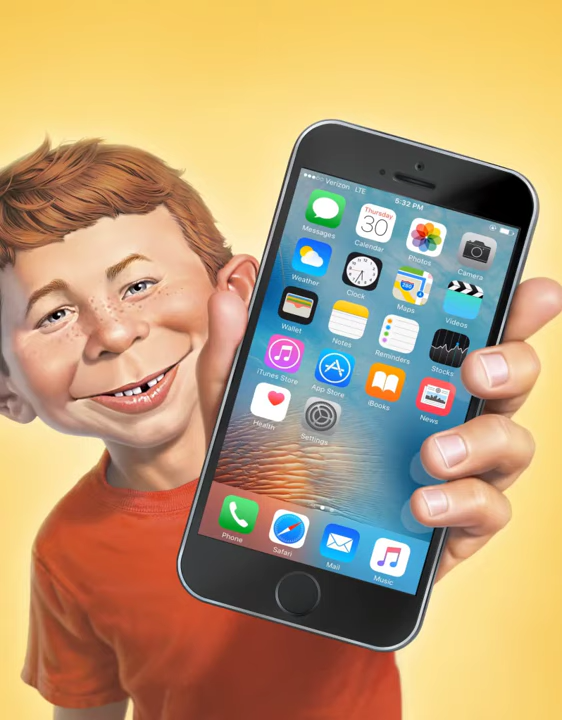 Verizon LTE 5:32 PM
Thursday
30
Messages Calendar Photos Camera
280
Weather Clock Maps Videos
Wallet Notes Reminders Stocks
iTunes Store App Store iBooks News
Health Settings
Phone Safari Mail Music